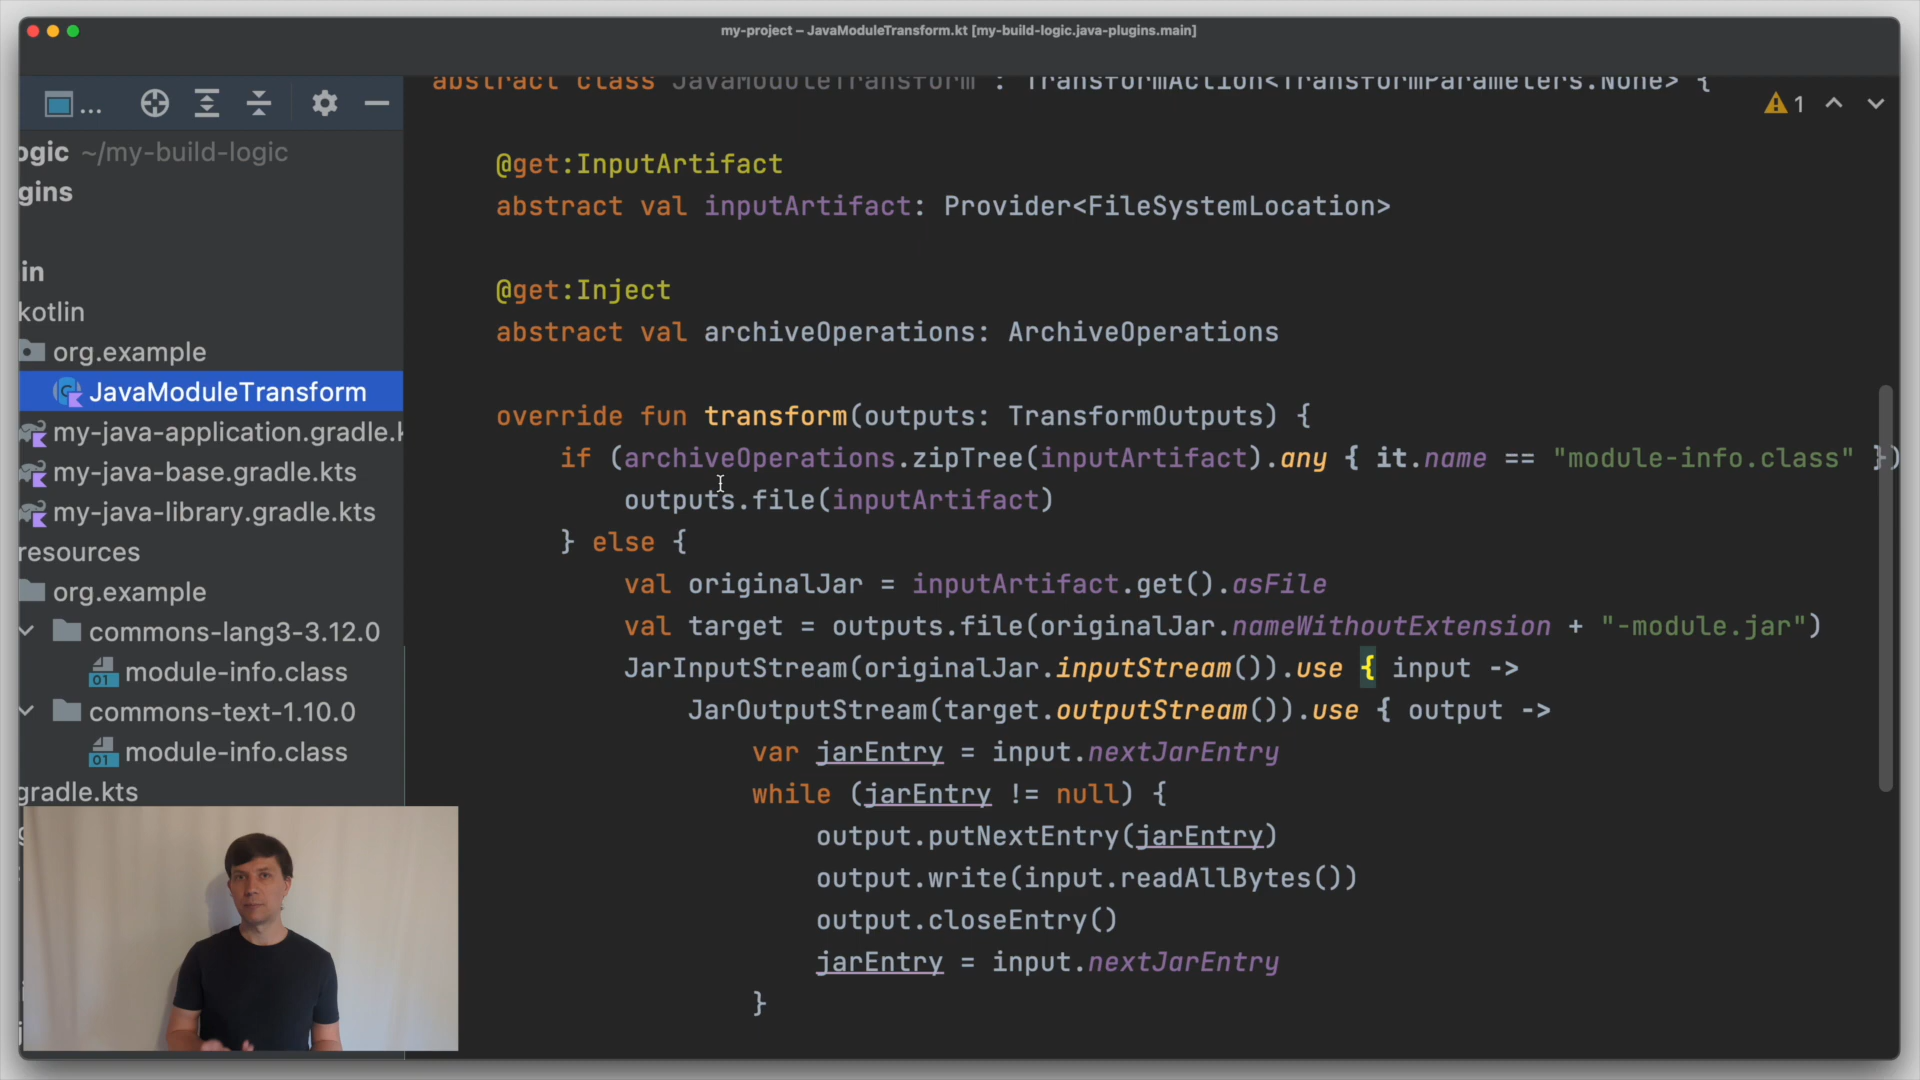 my-project – JavaModuleTransform.kt [my-build-logic.java-plugins.main]
...
ogic ~/my-build-logic
gins
in
kotlin
org.example
JavaModuleTransform
my-java-application.gradle.k
my-java-base.gradle.kts
my-java-library.gradle.kts
resources
org.example
commons-lang3-3.12.0
module-info.class
commons-text-1.10.0
module-info.class
gradle.kts
1
abstract class JavaModuleTransform : TransformAction<TransformParameters.None> {
@get:InputArtifact
abstract val inputArtifact: Provider<FileSystemLocation>
@get:Inject
abstract val archiveOperations: ArchiveOperations
override fun transform(outputs: TransformOutputs) {
if (archiveOperations.zipTree(inputArtifact).any { it.name == "module-info.class" })
outputs.file(inputArtifact)
} else {
val originalJar = inputArtifact.get().asFile
val target = outputs.file(originalJar.nameWithoutExtension + "-module.jar")
JarInputStream(originalJar.inputStream()).use { input ->
JarOutputStream(target.outputStream()).use { output ->
var jarEntry = input.nextJarEntry
while (jarEntry != null) {
output.putNextEntry(jarEntry)
output.write(input.readAllBytes())
output.closeEntry()
jarEntry = input.nextJarEntry
}